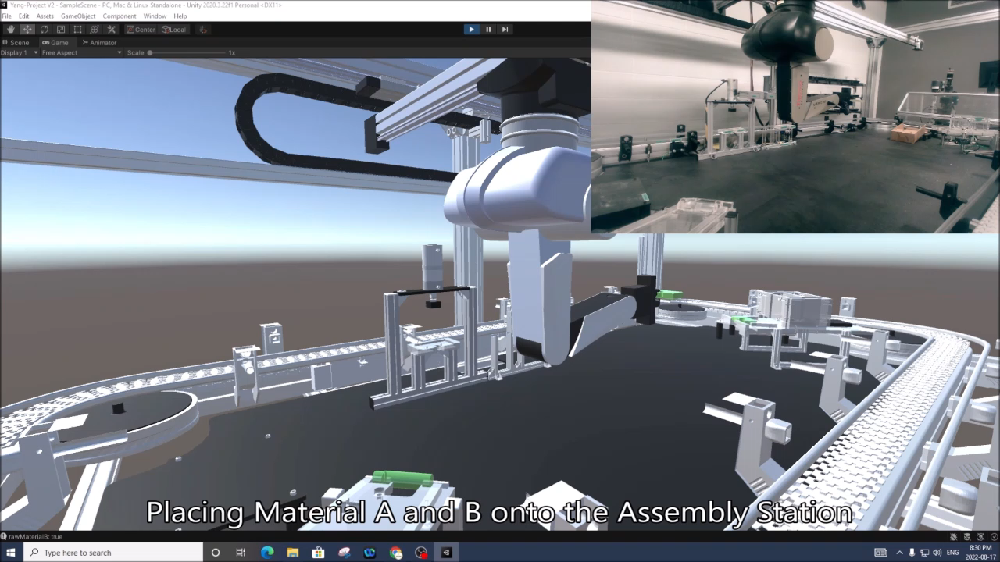 Yang-Project V2 - SampleScene - PC, Mac & Linux Standalone - Unity 2020.3.22f1 Personal <DX11>
File Edit Assets GameObject Component Window Help
Center Local
Scene Game Animator
Display 1 Free Aspect Scale 1x
Placing Material A and B onto the Assembly Station
rawMaterialB: true
Type here to search
ENG
8:30 PM
2022-08-17